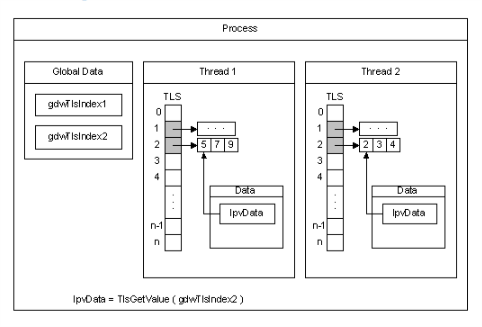 Process
Global Data
gdwTlsIndex1
gdwTlsIndex2
Thread 1
TLS
0
1
2
3
4
n-1
n
. . .
5 7 9
Data
lpvData
Thread 2
TLS
0
1
2
3
4
n-1
n
. . .
2 3 4
Data
lpvData
lpvData = TlsGetValue ( gdwTlsIndex2 )